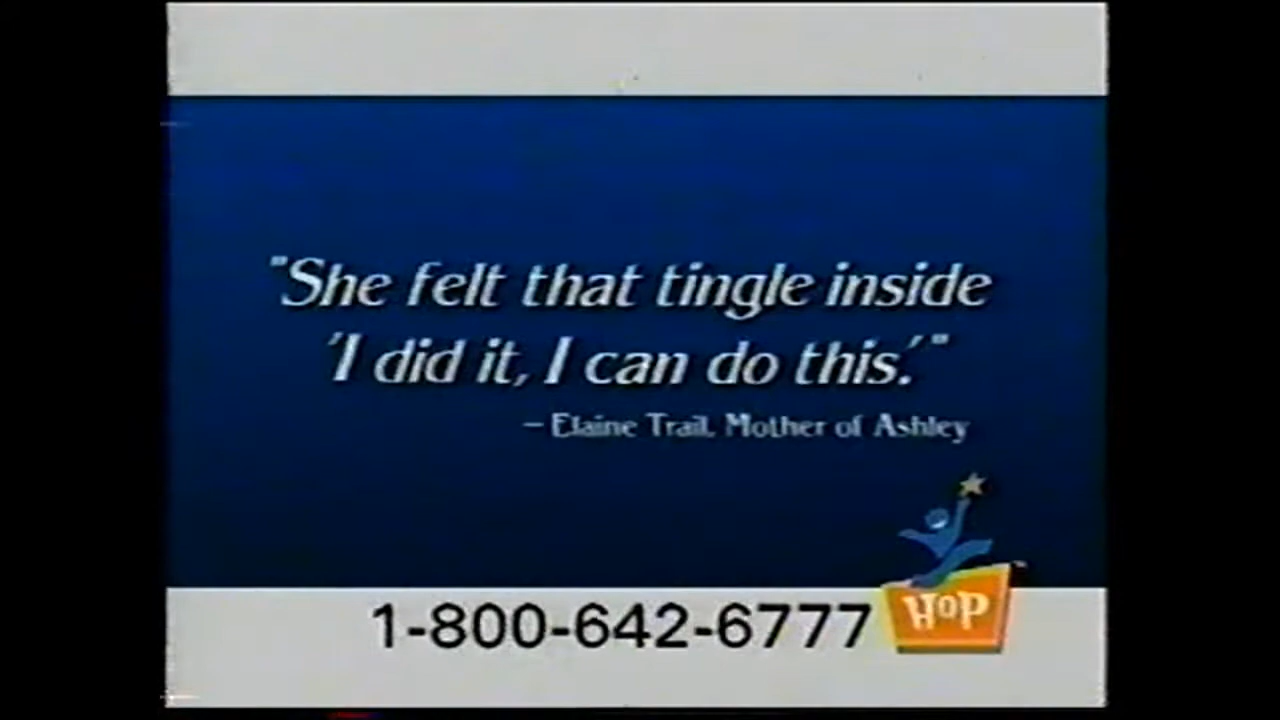 "She felt that tingle inside
'I did it, I can do this.'"
– Elaine Trail, Mother of Ashley
1-800-642-6777
HOP